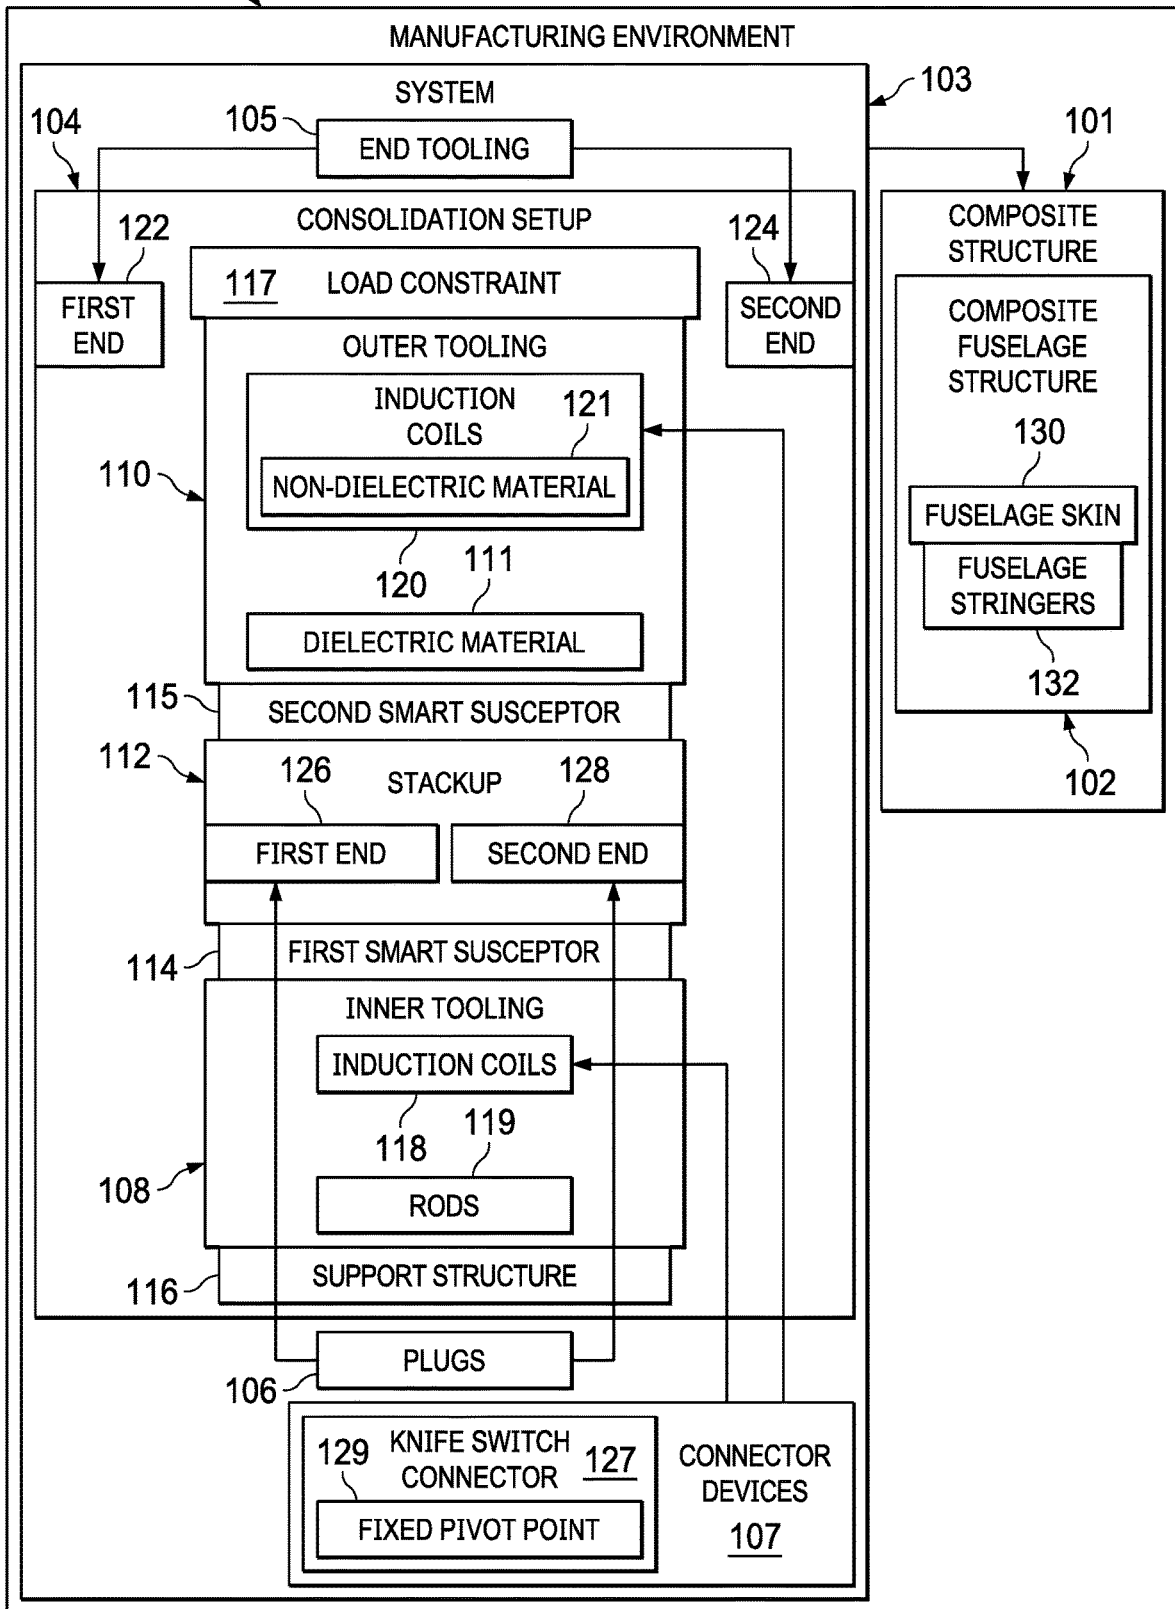 MANUFACTURING ENVIRONMENT
SYSTEM
103
105
END TOOLING
104
101
CONSOLIDATION SETUP
122
124
COMPOSITE
STRUCTURE
117
LOAD CONSTRAINT
FIRST
END
SECOND
END
COMPOSITE
FUSELAGE
STRUCTURE
OUTER TOOLING
INDUCTION
COILS
121
NON-DIELECTRIC MATERIAL
110
120
111
130
FUSELAGE SKIN
FUSELAGE
STRINGERS
132
DIELECTRIC MATERIAL
115
SECOND SMART SUSCEPTOR
112
126
STACKUP
128
102
FIRST END
SECOND END
114
FIRST SMART SUSCEPTOR
INNER TOOLING
INDUCTION COILS
118
119
108
RODS
116
SUPPORT STRUCTURE
PLUGS
106
129
KNIFE SWITCH
CONNECTOR
127
FIXED PIVOT POINT
CONNECTOR
DEVICES
107